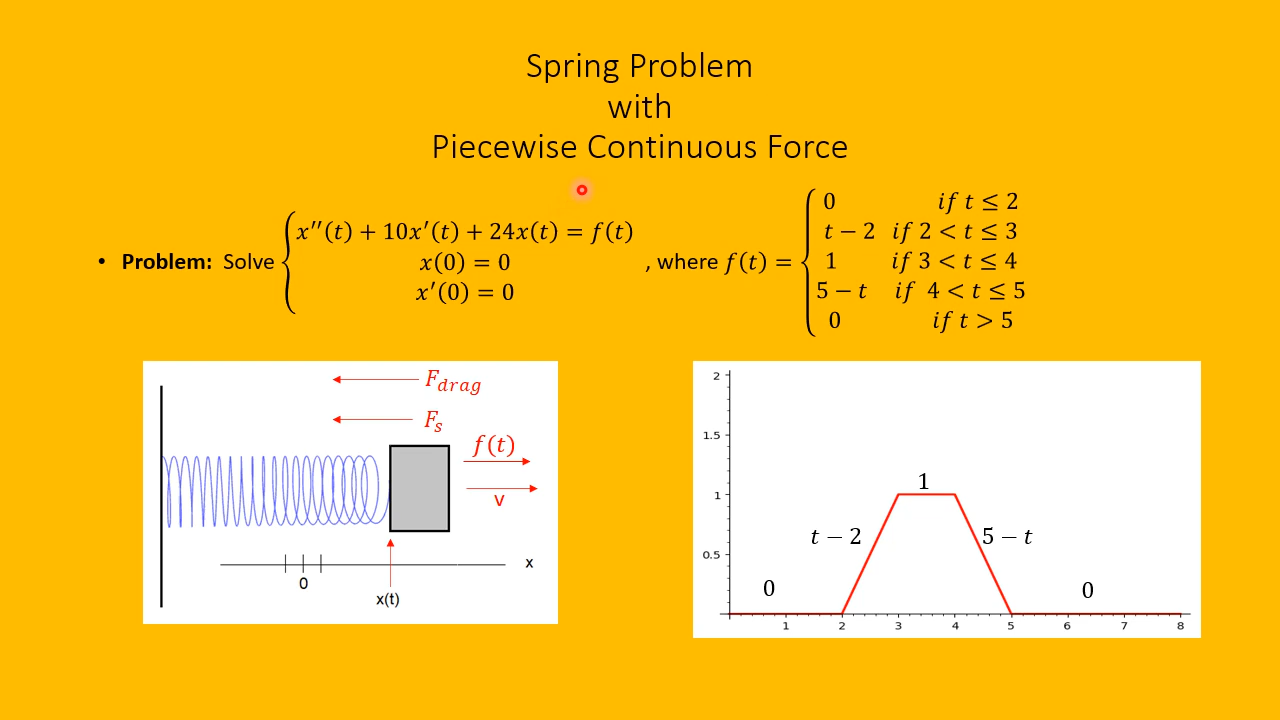 Spring Problem
with
Piecewise Continuous Force
• Problem: Solve { x′′(t) + 10x′(t) + 24x(t) = f(t)
x(0) = 0
x′(0) = 0
, where f(t) = { 0 if t ≤ 2
t − 2 if 2 < t ≤ 3
1 if 3 < t ≤ 4
5 − t if 4 < t ≤ 5
0 if t > 5
F_drag
F_s
f(t)
v
x
0
x(t)
2
1.5
1
0.5
1
t − 2
5 − t
0
0
1 2 3 4 5 6 7 8